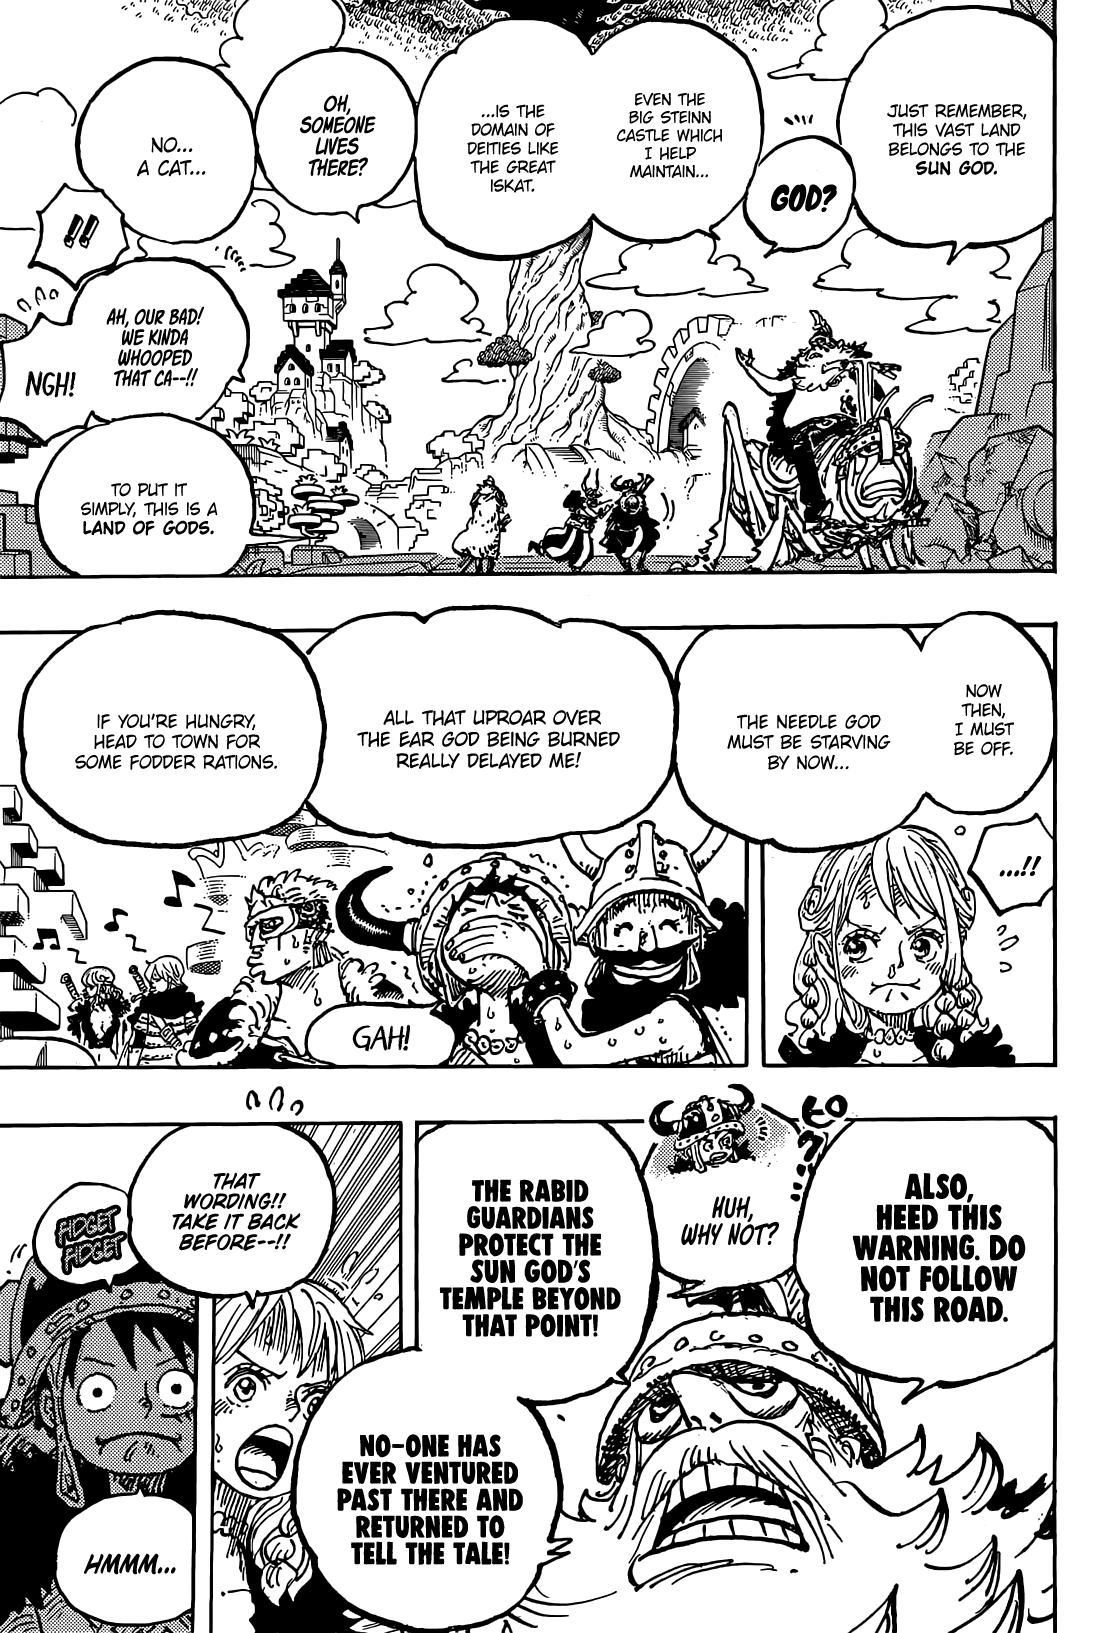 JUST REMEMBER,
THIS VAST LAND
BELONGS TO THE
SUN GOD.
GOD?
EVEN THE
BIG STEINN
CASTLE WHICH
I HELP
MAINTAIN...
...IS THE
DOMAIN OF
DEITIES LIKE
THE GREAT
ISKAT.
OH,
SOMEONE
LIVES
THERE?
NO...
A CAT...
!!
AH, OUR BAD!
WE KINDA
WHOOPED
THAT CA--!!
NGH!
TO PUT IT
SIMPLY, THIS IS A
LAND OF GODS.
NOW
THEN,
I MUST
BE OFF.
THE NEEDLE GOD
MUST BE STARVING
BY NOW...
...!!
ALL THAT UPROAR OVER
THE EAR GOD BEING BURNED
REALLY DELAYED ME!
IF YOU'RE HUNGRY,
HEAD TO TOWN FOR
SOME FODDER RATIONS.
GAH!
ALSO,
HEED THIS
WARNING. DO
NOT FOLLOW
THIS ROAD.
HUH,
WHY NOT?
THE RABID
GUARDIANS
PROTECT THE
SUN GOD'S
TEMPLE BEYOND
THAT POINT!
NO-ONE HAS
EVER VENTURED
PAST THERE AND
RETURNED TO
TELL THE TALE!
THAT
WORDING!!
TAKE IT BACK
BEFORE--!!
FIDGET
FIDGET
HMMM...